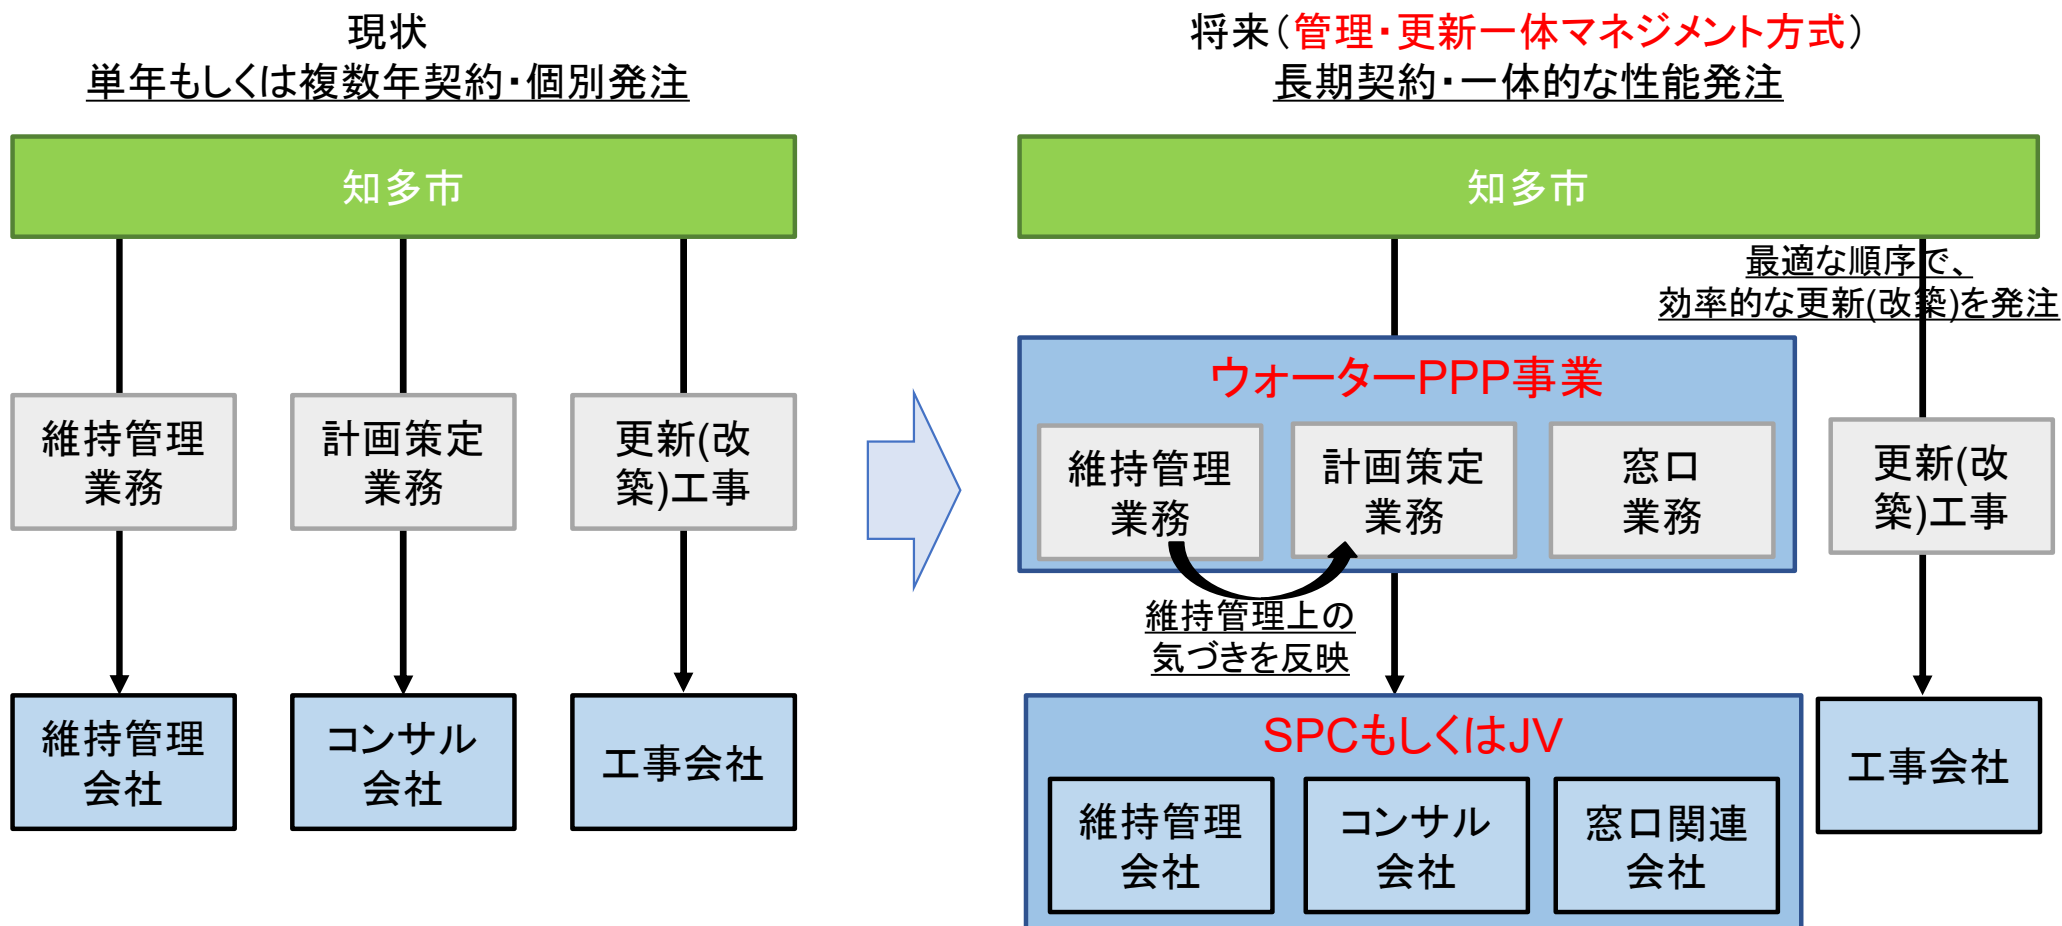 現状
単年もしくは複数年契約・個別発注
知多市
維持管理
業務
計画策定
業務
更新(改
築)工事
維持管理
会社
コンサル
会社
工事会社
将来（管理・更新一体マネジメント方式）
長期契約・一体的な性能発注
知多市
最適な順序で、
効率的な更新(改築)を発注
ウォーターPPP事業
維持管理
業務
計画策定
業務
窓口
業務
更新(改
築)工事
維持管理上の
気づきを反映
SPCもしくはJV
維持管理
会社
コンサル
会社
窓口関連
会社
工事会社